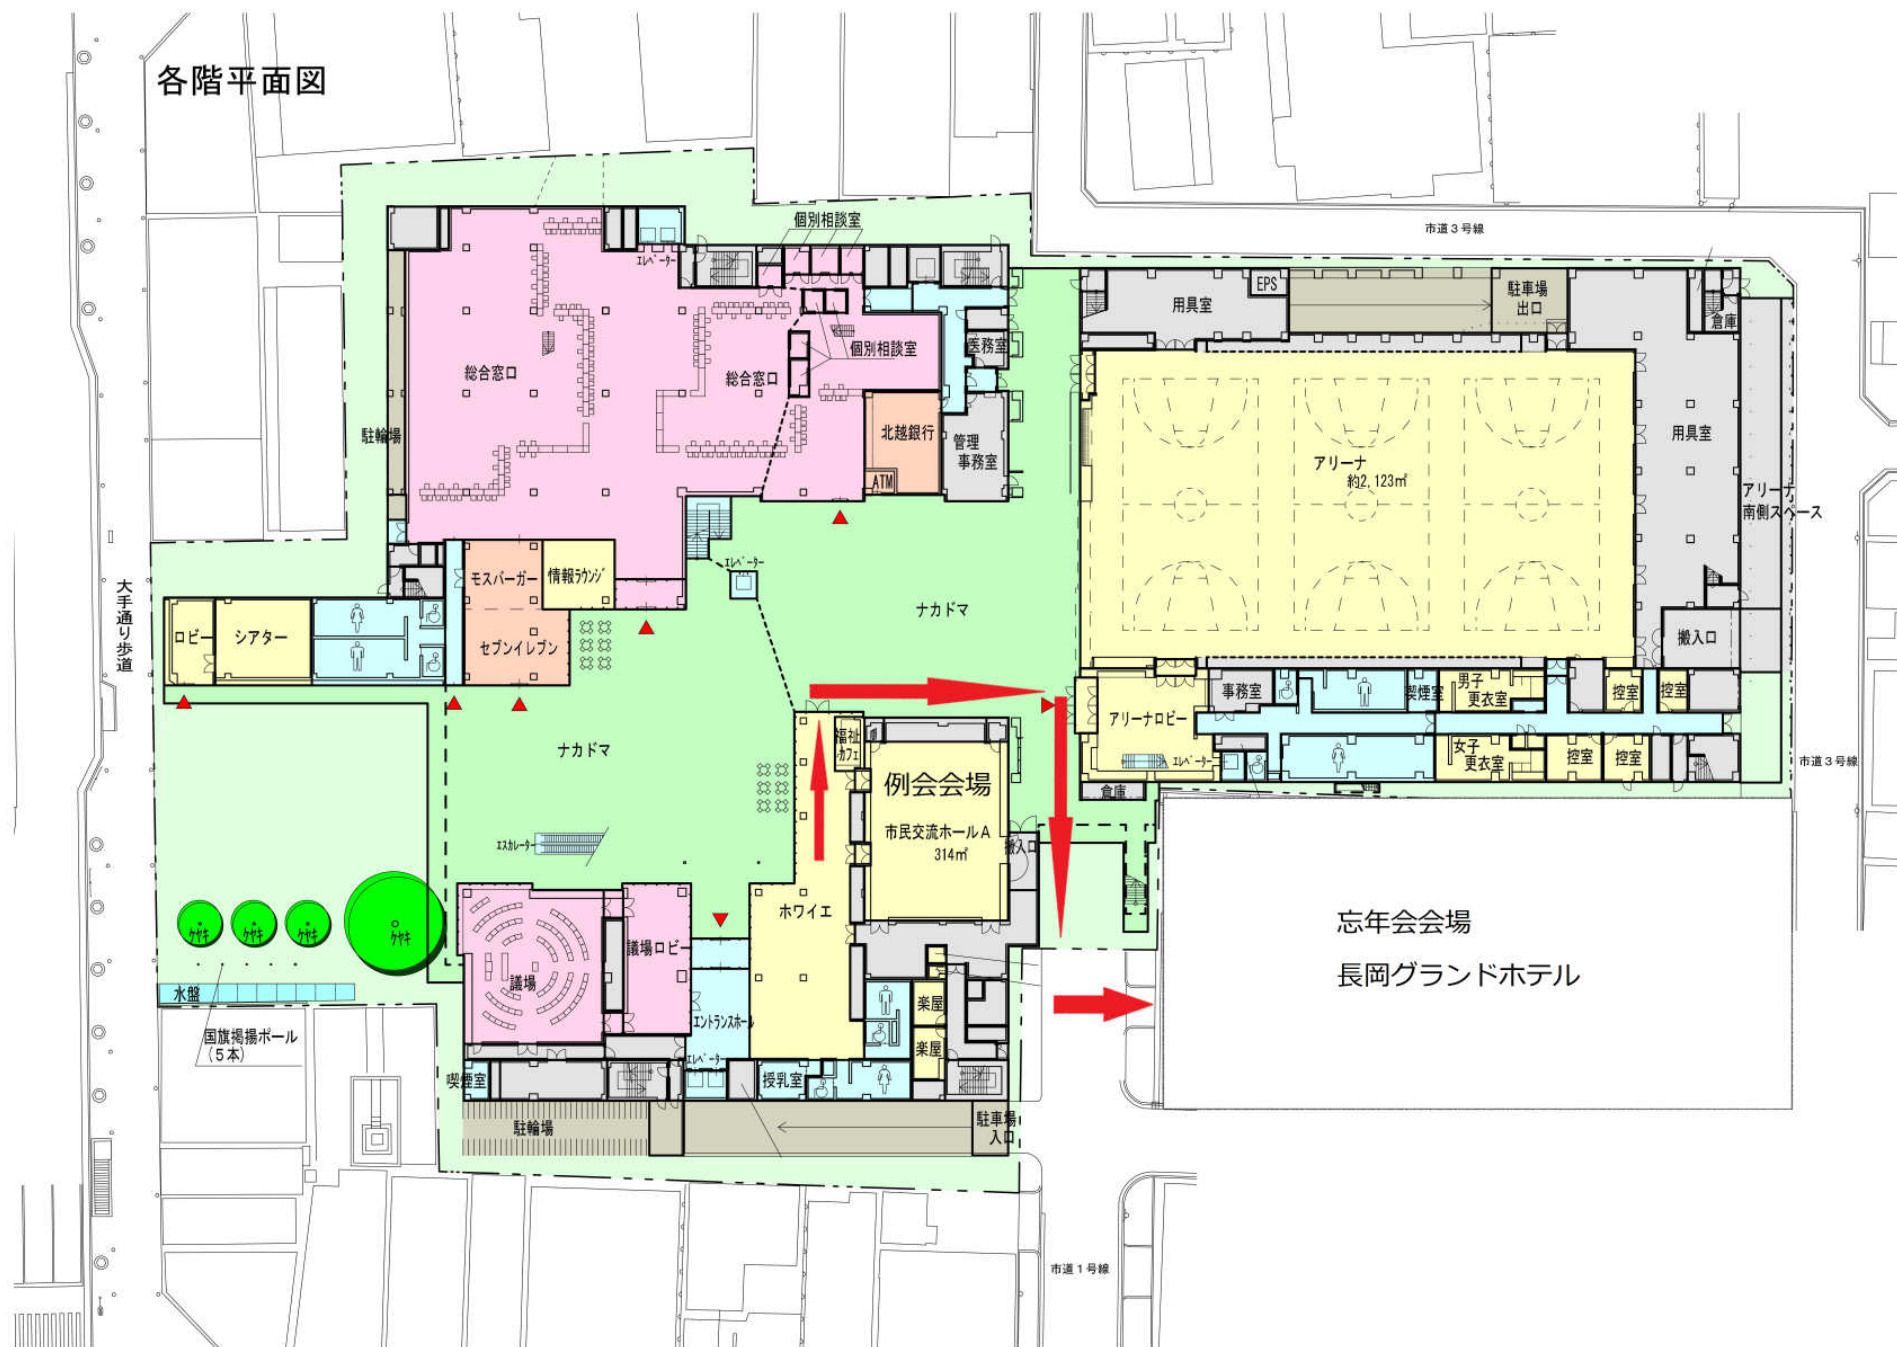 各階平面図
個別相談室
エレベーター
市道3号線
用具室
EPS
駐車場
出口
倉庫
総合窓口
総合窓口
個別相談室
医務室
駐輪場
北越銀行
ATM
管理
事務室
アリーナ
約2,123㎡
用具室
アリーナ
南側スペース
大手通り歩道
モスバーガー
情報ラウンジ
エレベーター
ナカドマ
ロビー
シアター
セブンイレブン
搬入口
事務室
喫煙室
男子
更衣室
控室
控室
アリーナロビー
福祉
カフェ
ナカドマ
例会会場
エレベーター
女子
更衣室
控室
控室
市道3号線
倉庫
市民交流ホールA
314㎡
搬入口
エスカレーター
ホワイエ
忘年会会場
長岡グランドホテル
ケヤキ
ケヤキ
ケヤキ
ケヤキ
議場ロビー
議場
水盤
楽屋
エントランスホール
国旗掲揚ポール
(5本)
楽屋
エレベーター
喫煙室
授乳室
駐輪場
駐車場
入口
市道1号線